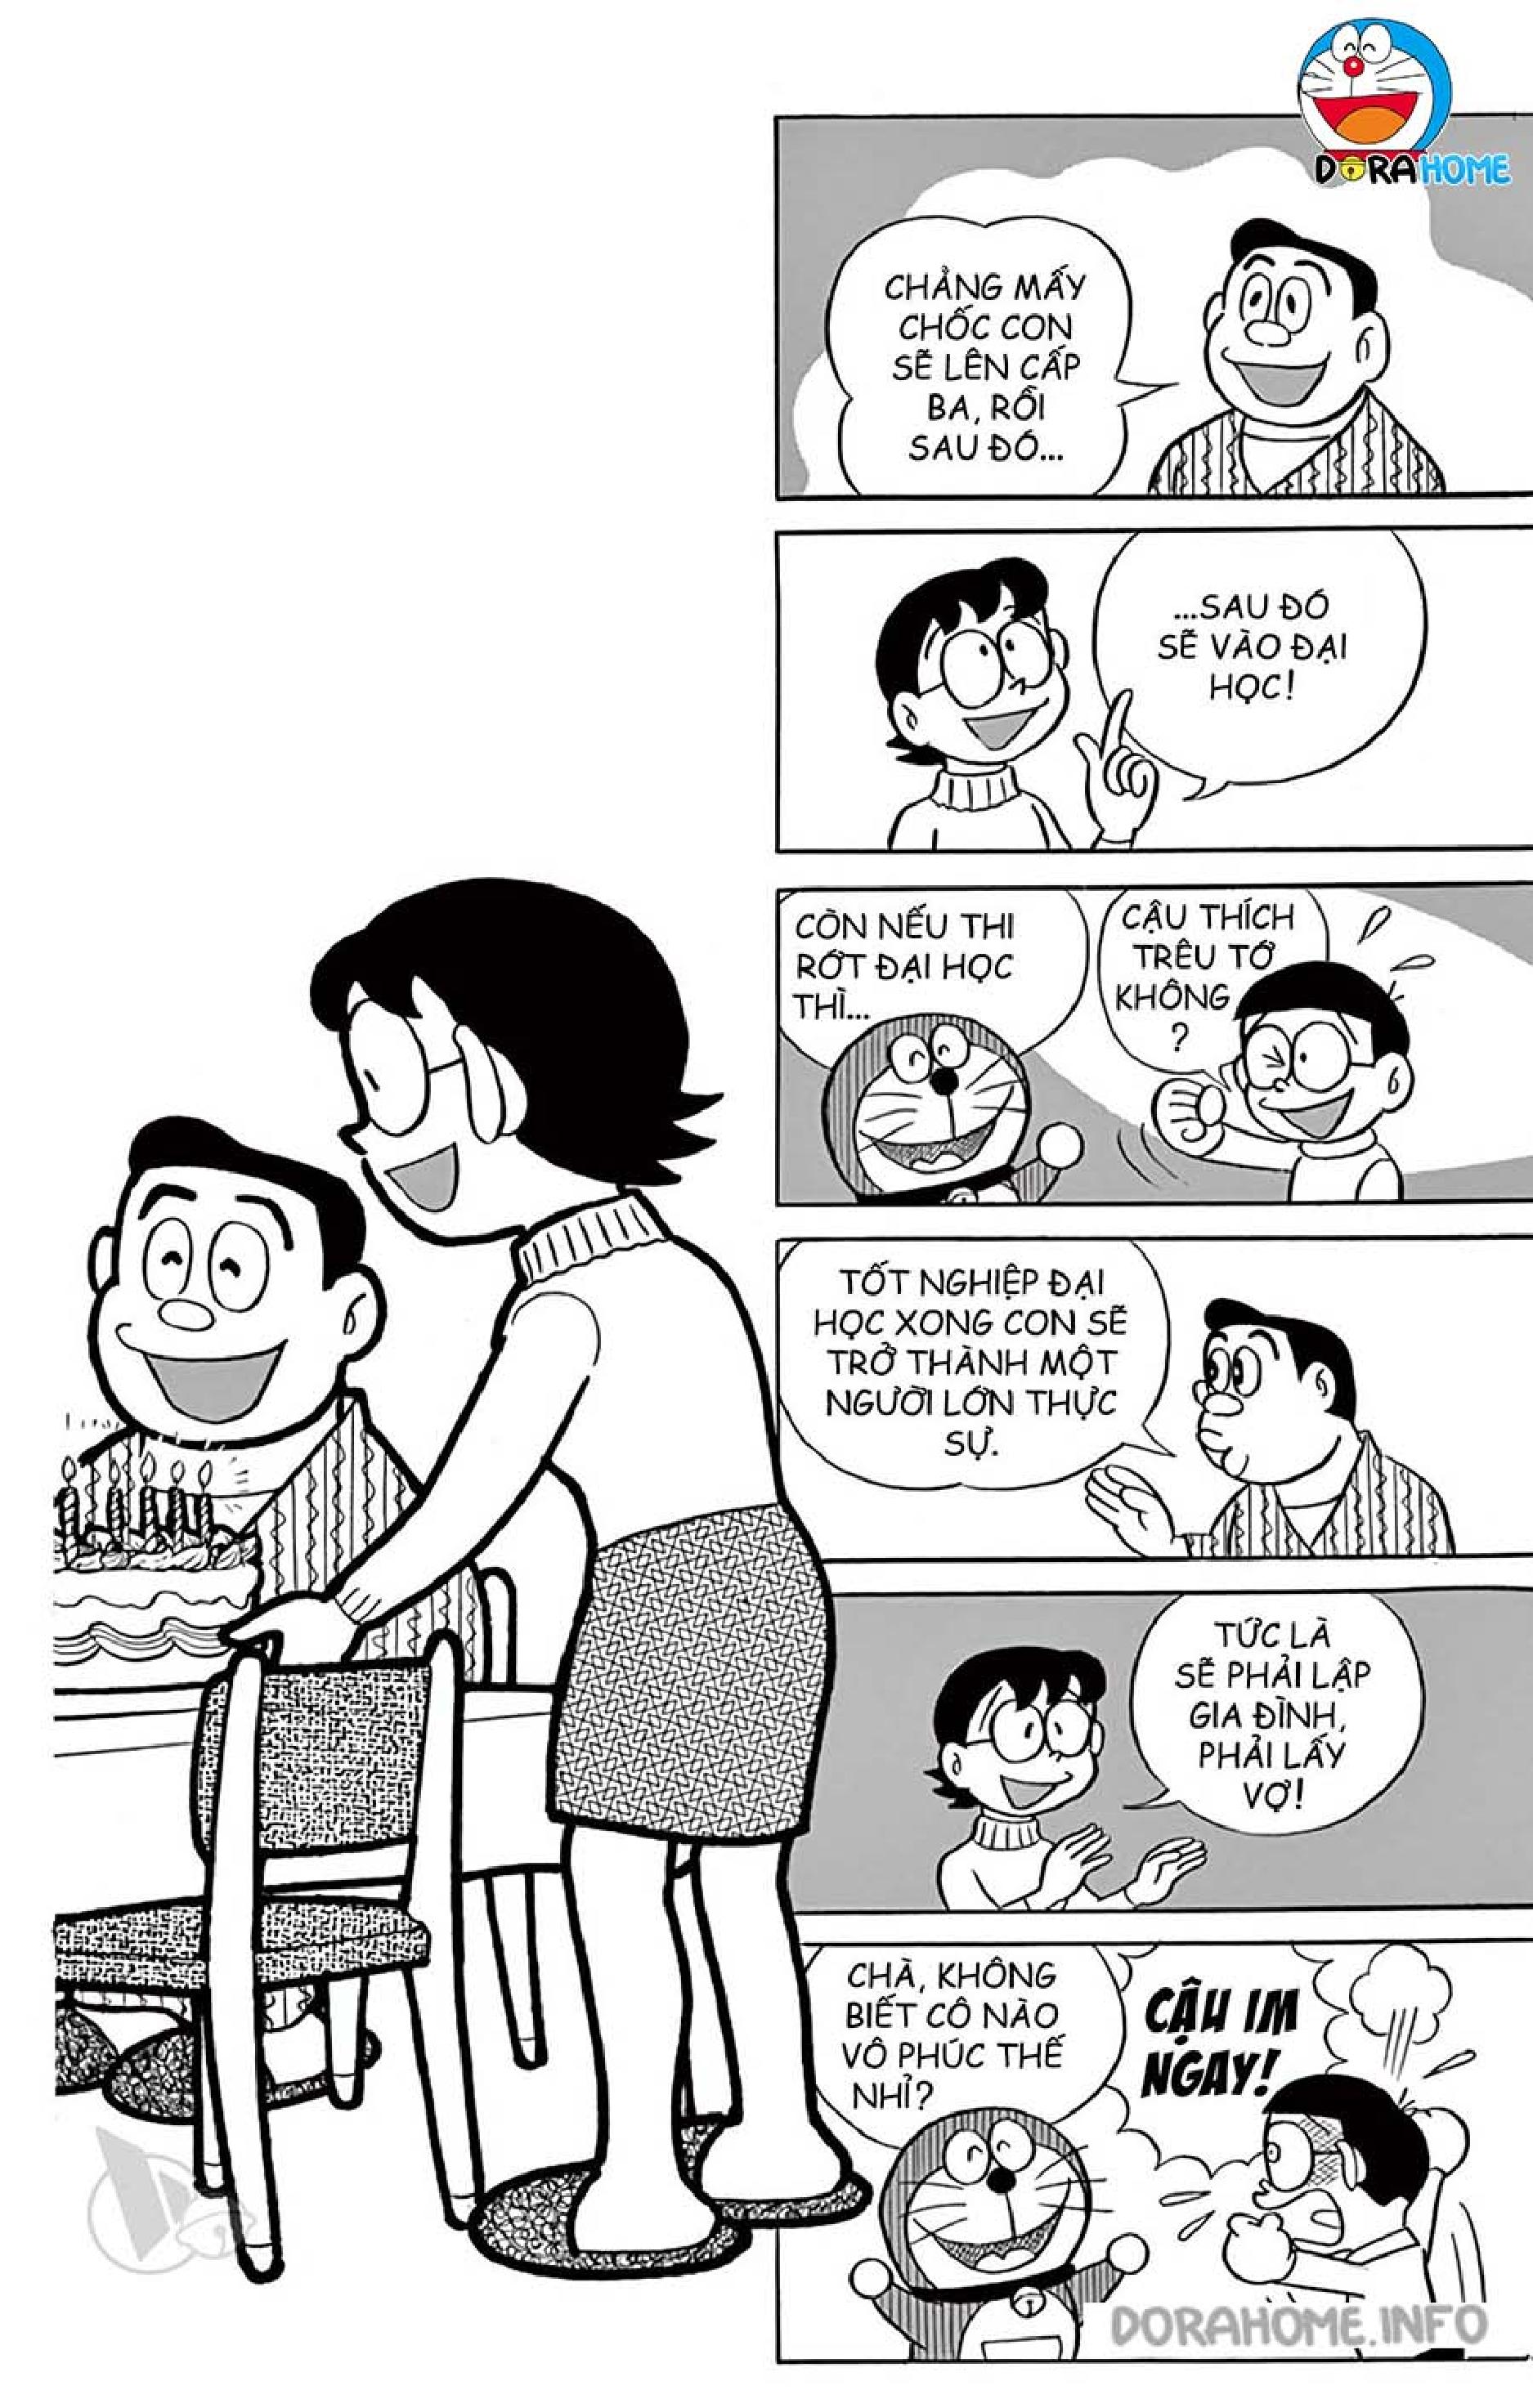 DORAHOME
CHẲNG MẤY
CHỐC CON
SẼ LÊN CẤP
BA, RỒI
SAU ĐÓ...
...SAU ĐÓ
SẼ VÀO ĐẠI
HỌC!
CÒN NẾU THI
RỚT ĐẠI HỌC
THÌ...
CẬU THÍCH
TRÊU TỚ
KHÔNG
?
TỐT NGHIỆP ĐẠI
HỌC XONG CON SẼ
TRỞ THÀNH MỘT
NGƯỜI LỚN THỰC
SỰ.
TỨC LÀ
SẼ PHẢI LẬP
GIA ĐÌNH,
PHẢI LẤY
VỢ!
CHÀ, KHÔNG
BIẾT CÔ NÀO
VÔ PHÚC THẾ
NHỈ?
CẬU IM
NGAY!
DORAHOME.INFO